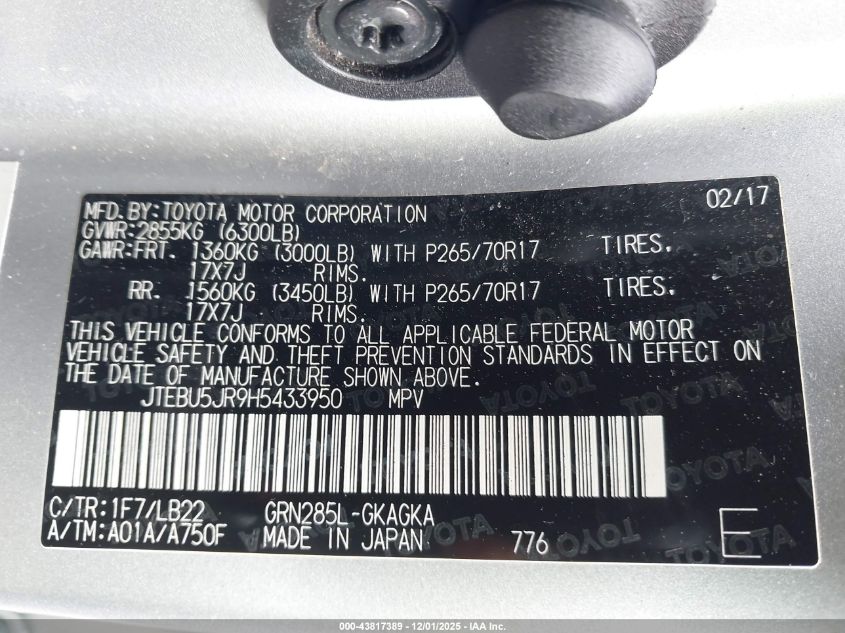 MFD. BY: TOYOTA MOTOR CORPORATION 02/17
GVWR: 2855KG (6300LB)
GAWR: FRT. 1360KG (3000LB) WITH P265/70R17 TIRES.
17X7J RIMS.
RR. 1560KG (3450LB) WITH P265/70R17 TIRES.
17X7J RIMS.
THIS VEHICLE CONFORMS TO ALL APPLICABLE FEDERAL MOTOR
VEHICLE SAFETY AND THEFT PREVENTION STANDARDS IN EFFECT ON
THE DATE OF MANUFACTURE SHOWN ABOVE.
JTEBU5JR9H5433950 MPV
C/TR: 1F7/LB22 GRN285L-GKAGKA
A/TM: A01A/A750F MADE IN JAPAN 776 E
000-43817389 - 12/01/2025 - IAA Inc.